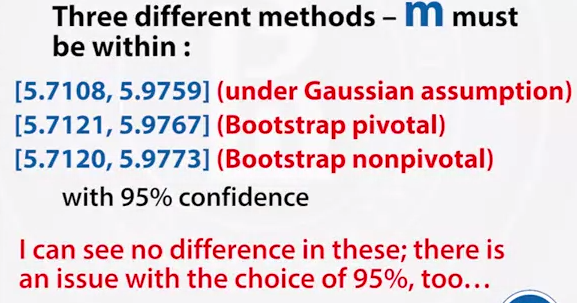 Three different methods – m must
be within :
[5.7108, 5.9759] (under Gaussian assumption)
[5.7121, 5.9767] (Bootstrap pivotal)
[5.7120, 5.9773] (Bootstrap nonpivotal)
with 95% confidence
I can see no difference in these; there is
an issue with the choice of 95%, too...